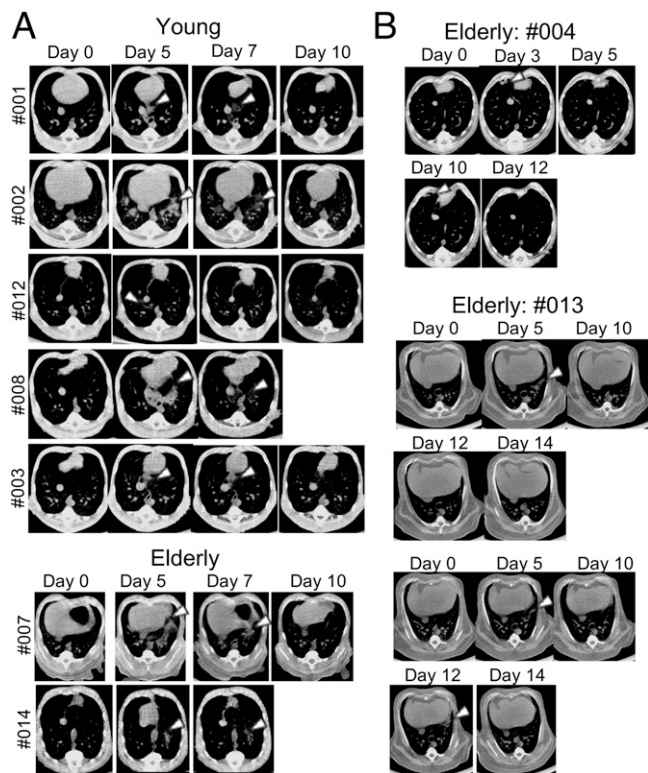 A
Young
Day 0 Day 5 Day 7 Day 10
#001
#002
#012
#008
#003
Elderly
Day 0 Day 5 Day 7 Day 10
#007
#014
B
Elderly: #004
Day 0 Day 3 Day 5
Day 10 Day 12
Elderly: #013
Day 0 Day 5 Day 10
Day 12 Day 14
Day 0 Day 5 Day 10
Day 12 Day 14